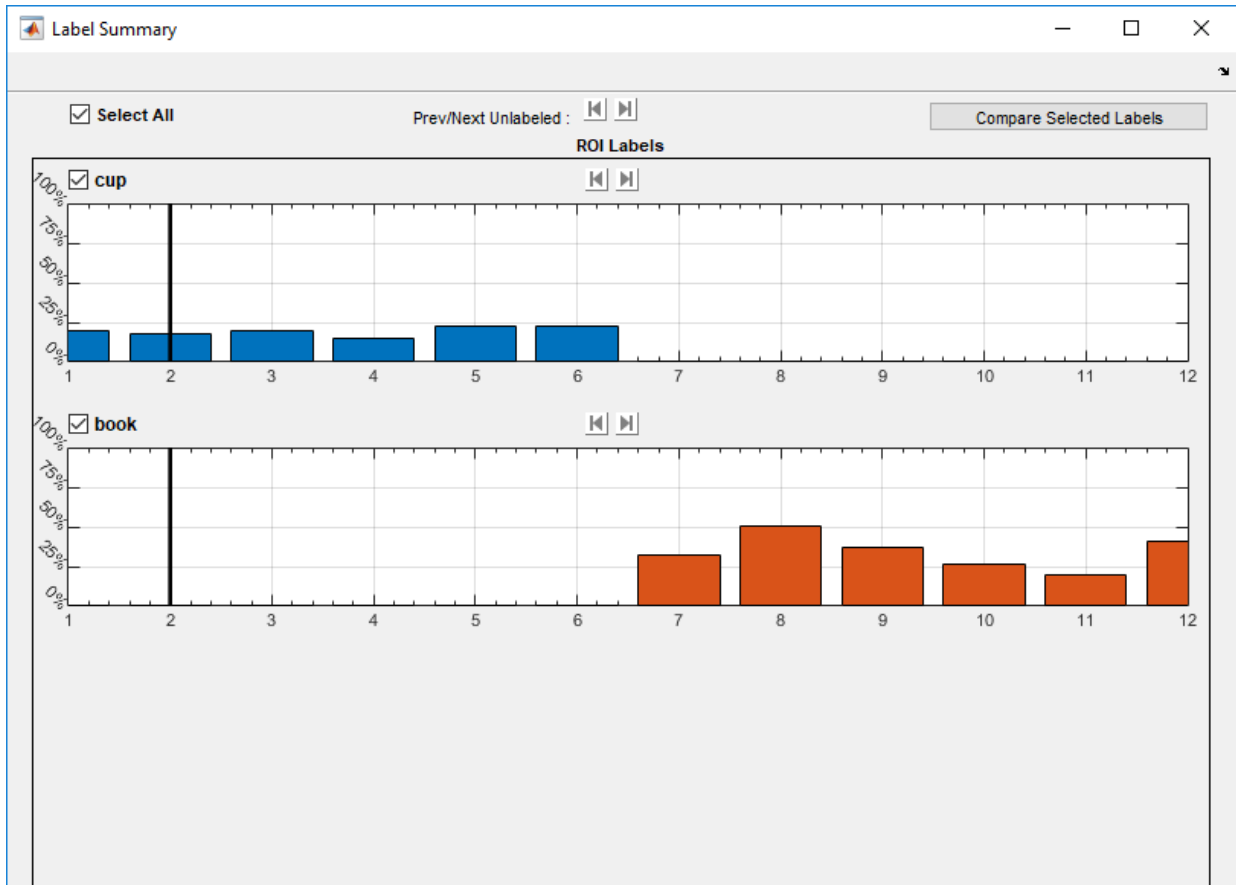 Label Summary
Select All
Prev/Next Unlabeled :
Compare Selected Labels
ROI Labels
cup
100%
75%
50%
25%
0%
1 2 3 4 5 6 7 8 9 10 11 12
book
100%
75%
50%
25%
0%
1 2 3 4 5 6 7 8 9 10 11 12